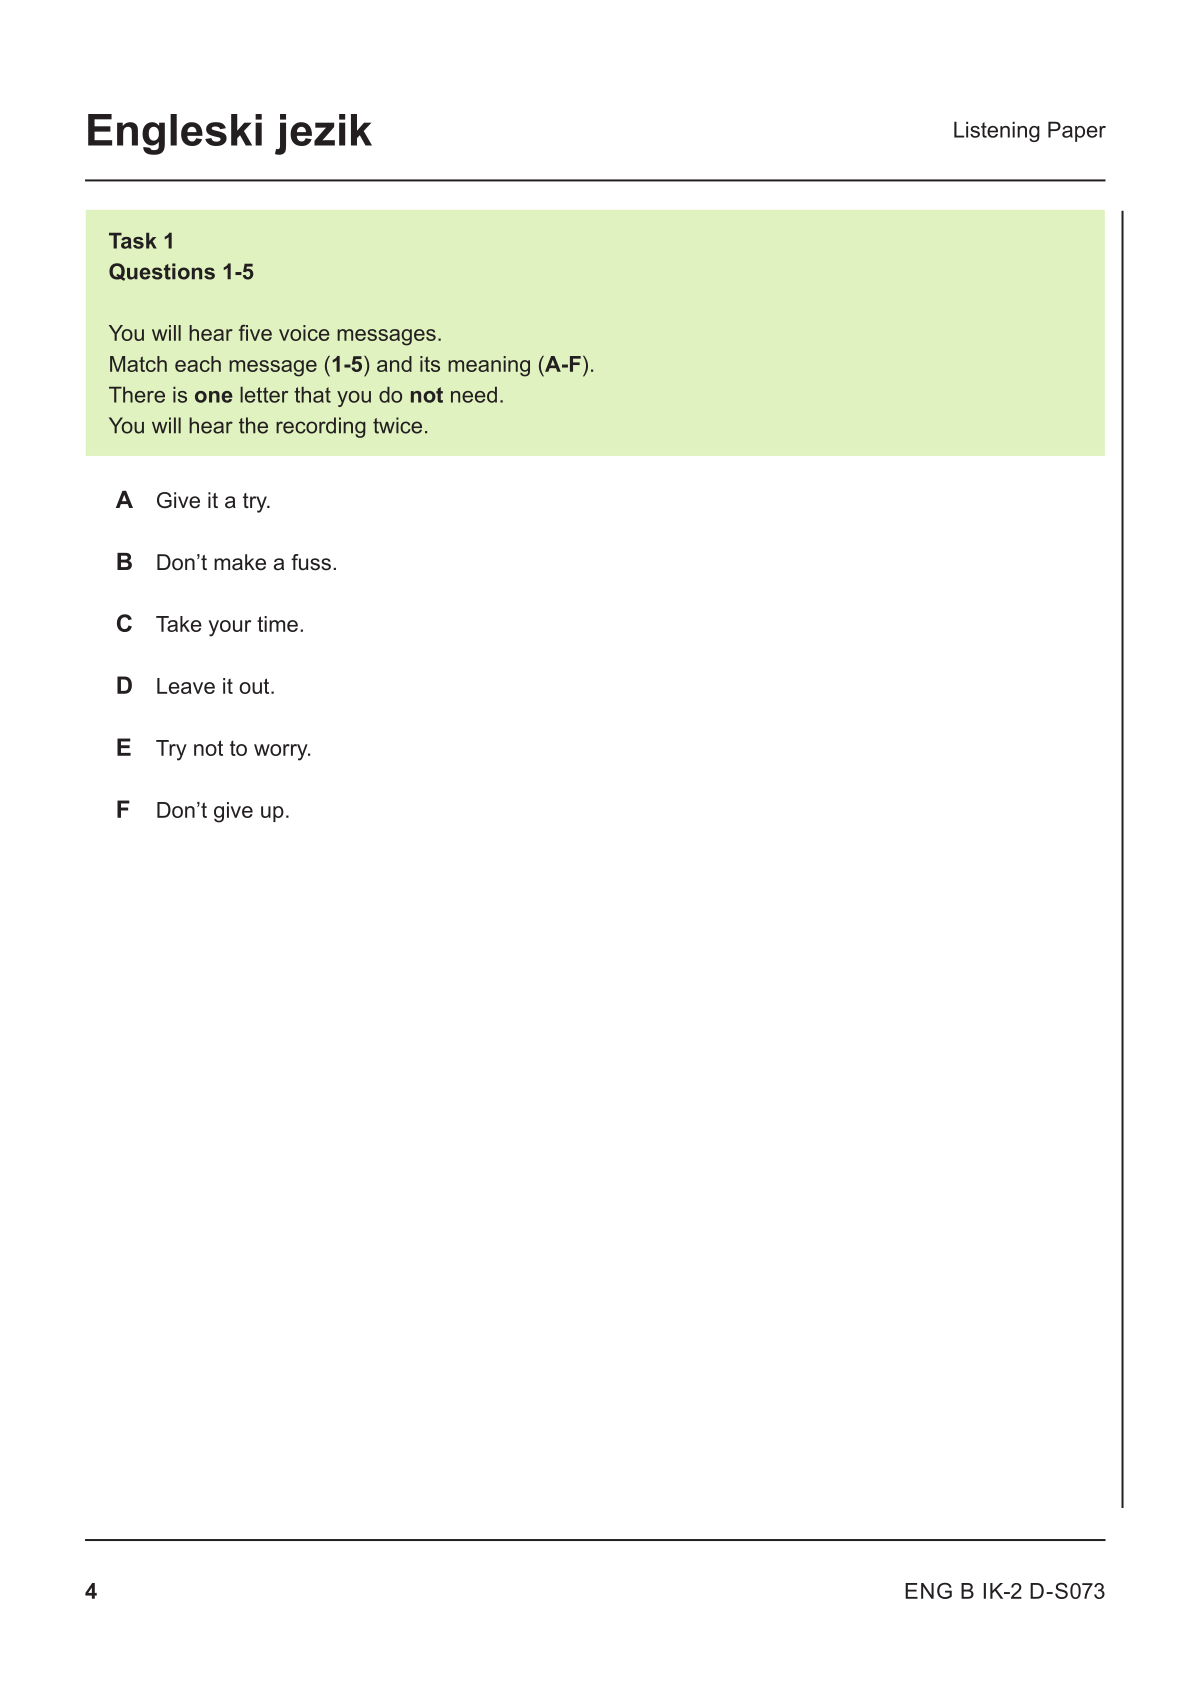 Engleski jezik
Listening Paper
Task 1
Questions 1-5
You will hear five voice messages.
Match each message (1-5) and its meaning (A-F).
There is one letter that you do not need.
You will hear the recording twice.
A Give it a try.
B Don’t make a fuss.
C Take your time.
D Leave it out.
E Try not to worry.
F Don’t give up.
4
ENG B IK-2 D-S073